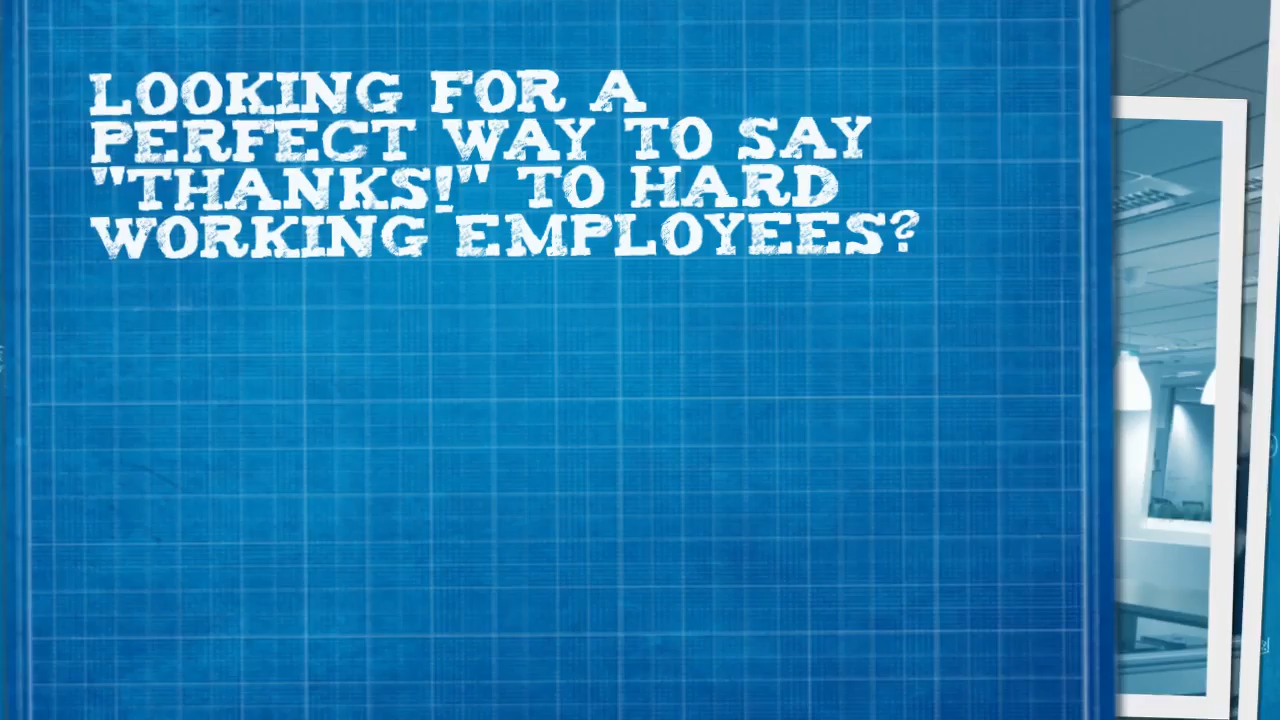 LOOKING FOR A
PERFECT WAY TO SAY
"THANKS!" TO HARD
WORKING EMPLOYEES?